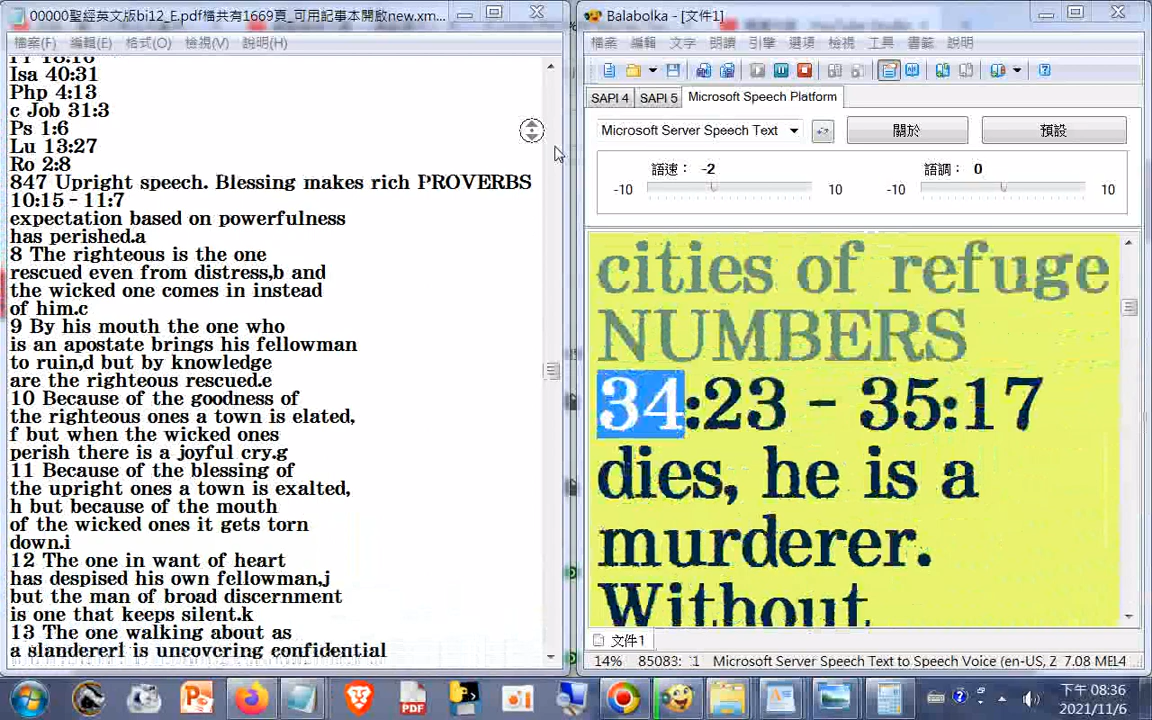 00000聖經英文版bi12_E.pdf檔共有1669頁_可用記事本開啟new.xm...
檔案(F) 編輯(E) 格式(O) 檢視(V) 說明(H)
Isa 40:31
Php 4:13
c Job 31:3
Ps 1:6
Lu 13:27
Ro 2:8
847 Upright speech. Blessing makes rich PROVERBS
10:15 - 11:7
expectation based on powerfulness
has perished.a
8 The righteous is the one
rescued even from distress,b and
the wicked one comes in instead
of him.c
9 By his mouth the one who
is an apostate brings his fellowman
to ruin,d but by knowledge
are the righteous rescued.e
10 Because of the goodness of
the righteous ones a town is elated,
f but when the wicked ones
perish there is a joyful cry.g
11 Because of the blessing of
the upright ones a town is exalted,
h but because of the mouth
of the wicked ones it gets torn
down.i
12 The one in want of heart
has despised his own fellowman,j
but the man of broad discernment
is one that keeps silent.k
13 The one walking about as
a slandererl is uncovering confidential
Balabolka - [文件1]
檔案 編輯 文字 朗讀 引擎 選項 檢視 工具 書籤 說明
SAPI 4 SAPI 5 Microsoft Speech Platform
Microsoft Server Speech Text 關於 預設
語速: -2 語調: 0
-10 10 -10 10
cities of refuge
NUMBERS
34:23 - 35:17
dies, he is a
murderer.
Without
文件1
14% 85083: 1 Microsoft Server Speech Text to Speech Voice (en-US, Z 7.08 ME
PDF
下午 08:36
2021/11/6